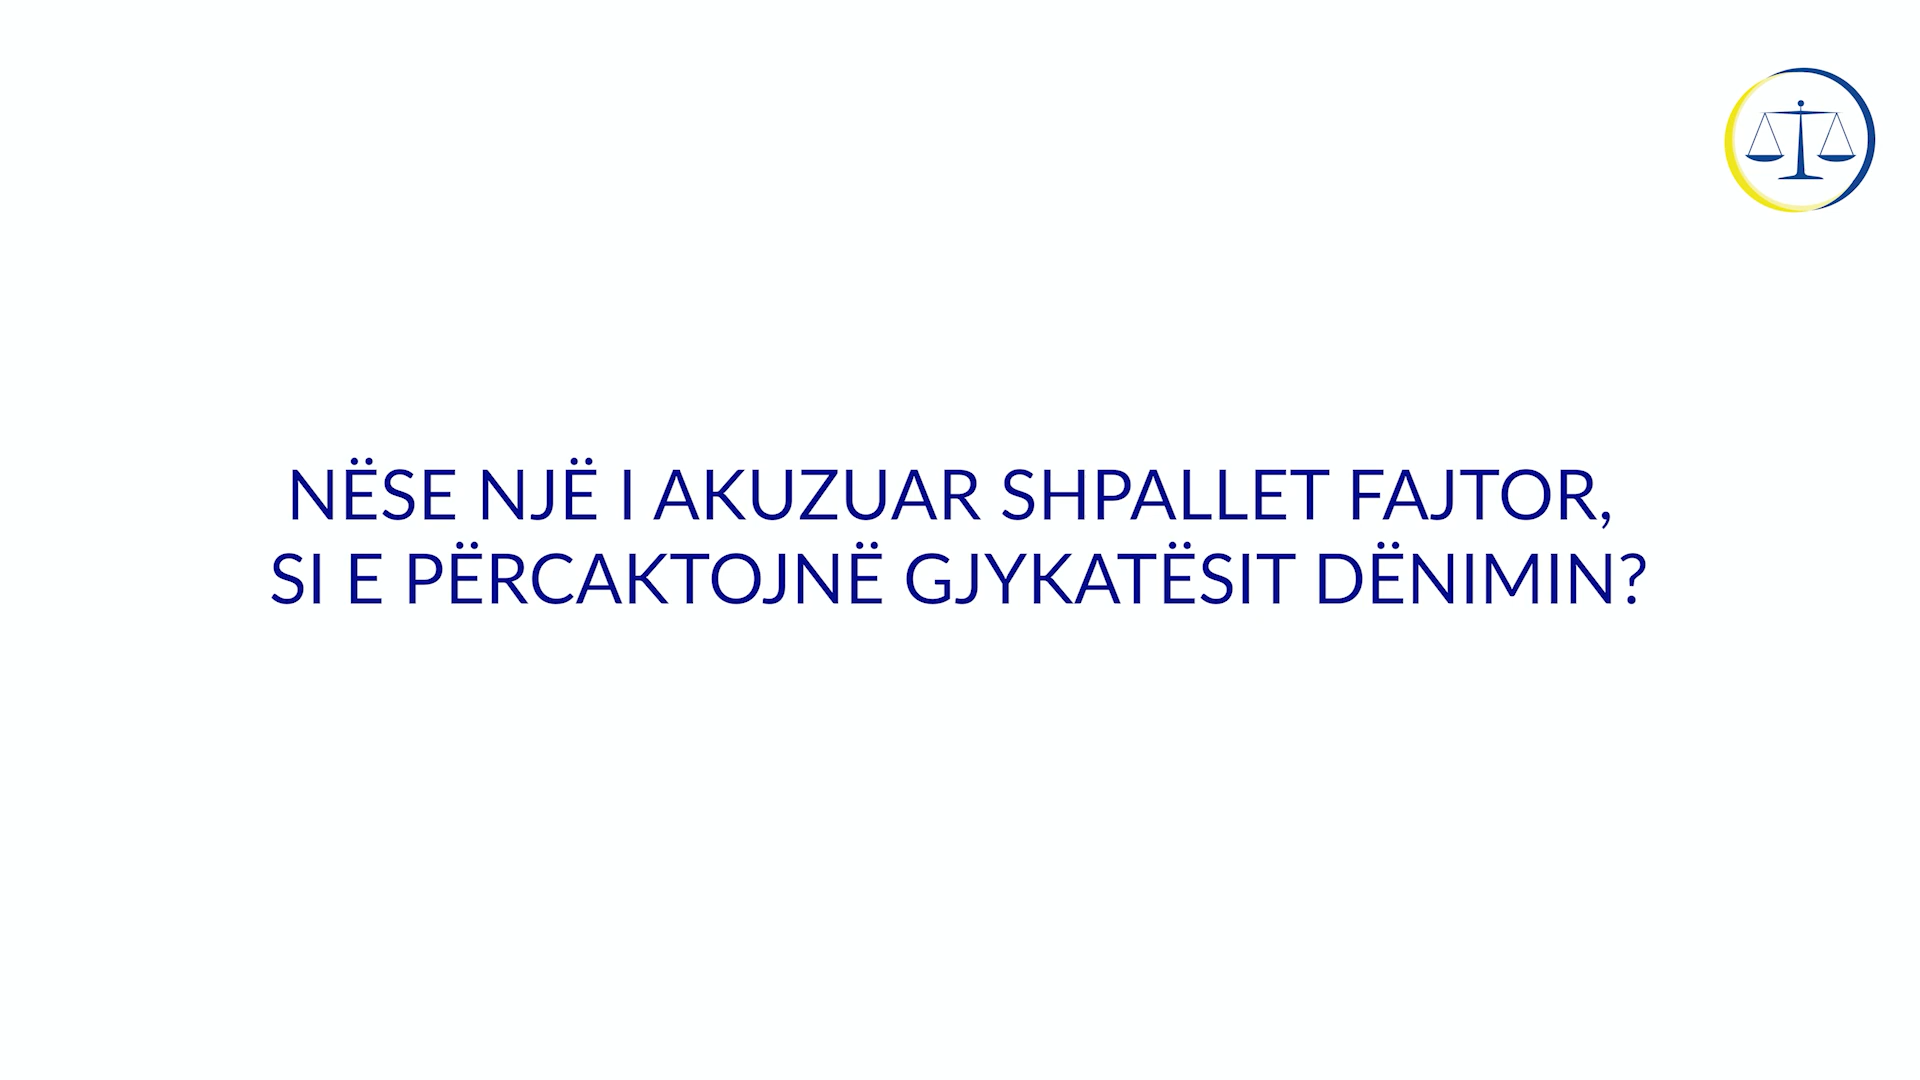 NËSE NJË I AKUZUAR SHPALLET FAJTOR,
SI E PËRCAKTOJNË GJYKATËSIT DËNIMIN?